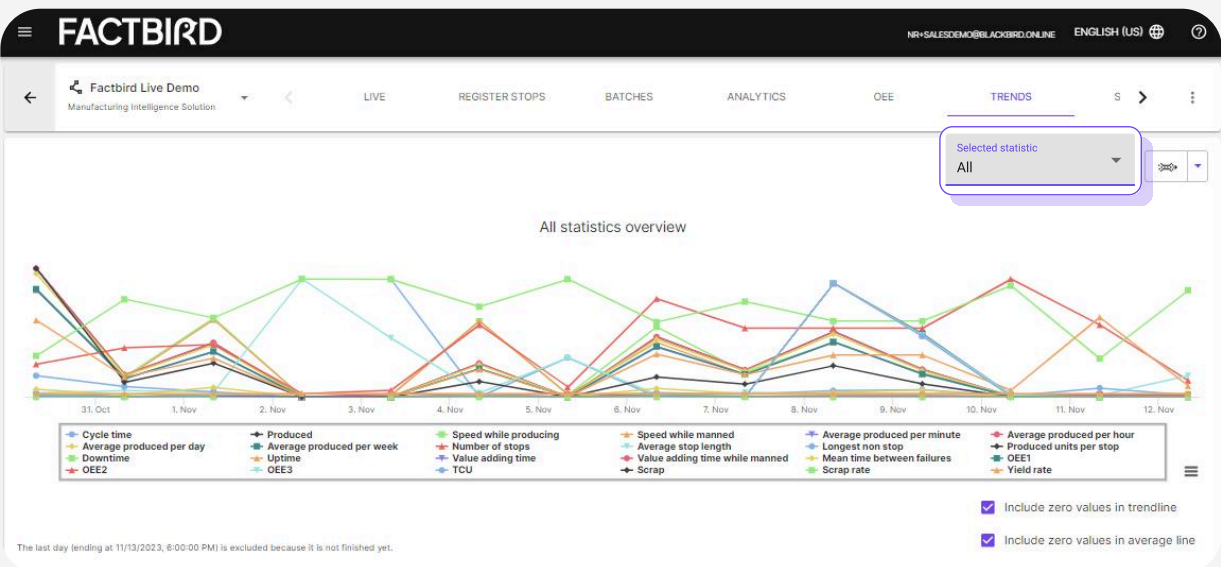 FACTBIRD
NR+SALESDEMO@BLACKBIRD.ONLINE
ENGLISH (US)
Factbird Live Demo
Manufacturing Intelligence Solution
LIVE
REGISTER STOPS
BATCHES
ANALYTICS
OEE
TRENDS
S
Selected statistic
All
All statistics overview
31. Oct 1. Nov 2. Nov 3. Nov 4. Nov 5. Nov 6. Nov 7. Nov 8. Nov 9. Nov 10. Nov 11. Nov 12. Nov
Cycle time Produced Speed while producing Speed while manned Average produced per minute Average produced per hour
Average produced per day Average produced per week Number of stops Average stop length Longest non stop Produced units per stop
Downtime Uptime Value adding time Value adding time while manned Mean time between failures OEE1
OEE2 OEE3 TCU Scrap Scrap rate Yield rate
Include zero values in trendline
Include zero values in average line
The last day (ending at 11/13/2023, 6:00:00 PM) is excluded because it is not finished yet.